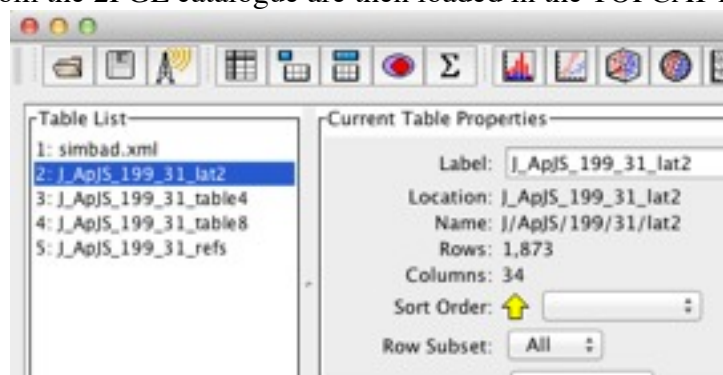 om the 2FGL catalogue are then loaded in the TOPCAT
Table List
1: simbad.xml
2: J_ApJS_199_31_lat2
3: J_ApJS_199_31_table4
4: J_ApJS_199_31_table8
5: J_ApJS_199_31_refs
Current Table Properties
Label: J_ApJS_199_31_lat2
Location: J_ApJS_199_31_lat2
Name: J/ApJS/199/31/lat2
Rows: 1,873
Columns: 34
Sort Order:
Row Subset: All